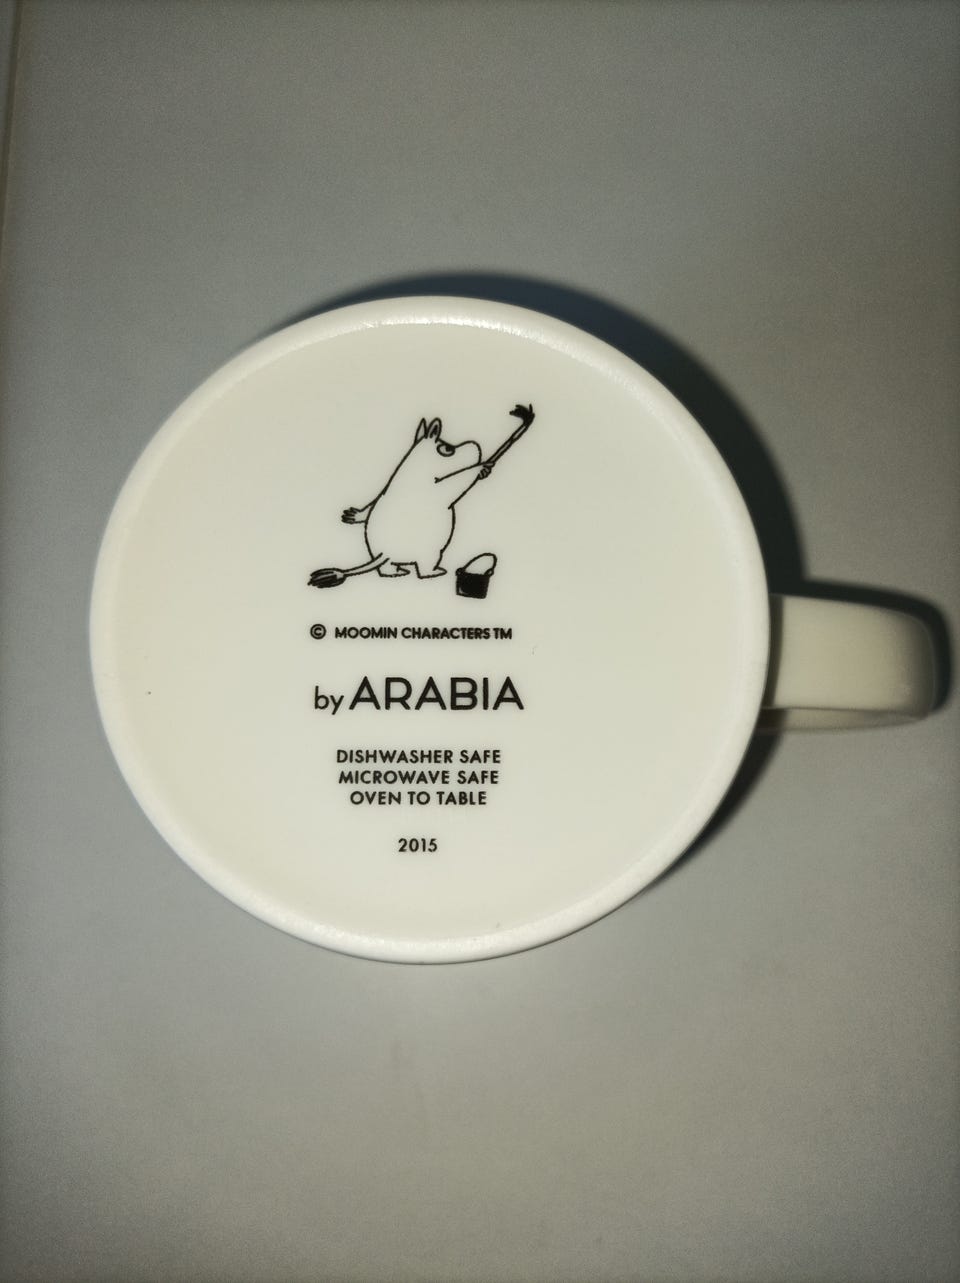 © MOOMIN CHARACTERS TM
by ARABIA
DISHWASHER SAFE
MICROWAVE SAFE
OVEN TO TABLE
2015